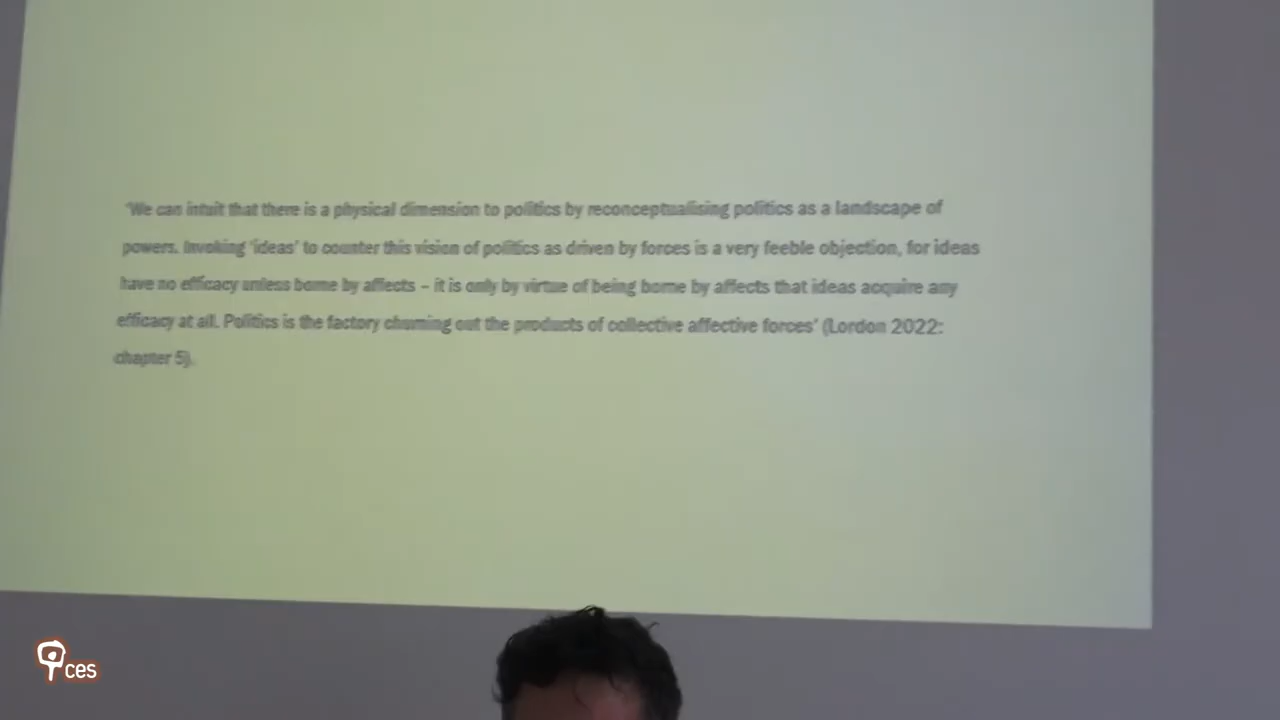 'We can intuit that there is a physical dimension to politics by reconceptualising politics as a landscape of
powers. Invoking 'ideas' to counter this vision of politics as driven by forces is a very feeble objection, for ideas
have no efficacy unless borne by affects – it is only by virtue of being borne by affects that ideas acquire any
efficacy at all. Politics is the factory churning out the products of collective affective forces' (Lordon 2022:
chapter 5).
ces